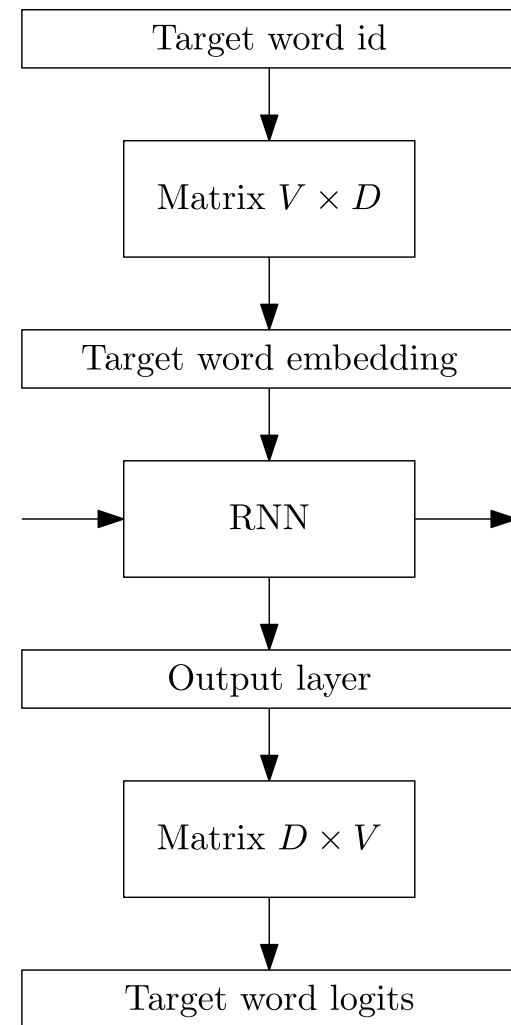 Target word id
Matrix V × D
Target word embedding
RNN
Output layer
Matrix D × V
Target word logits